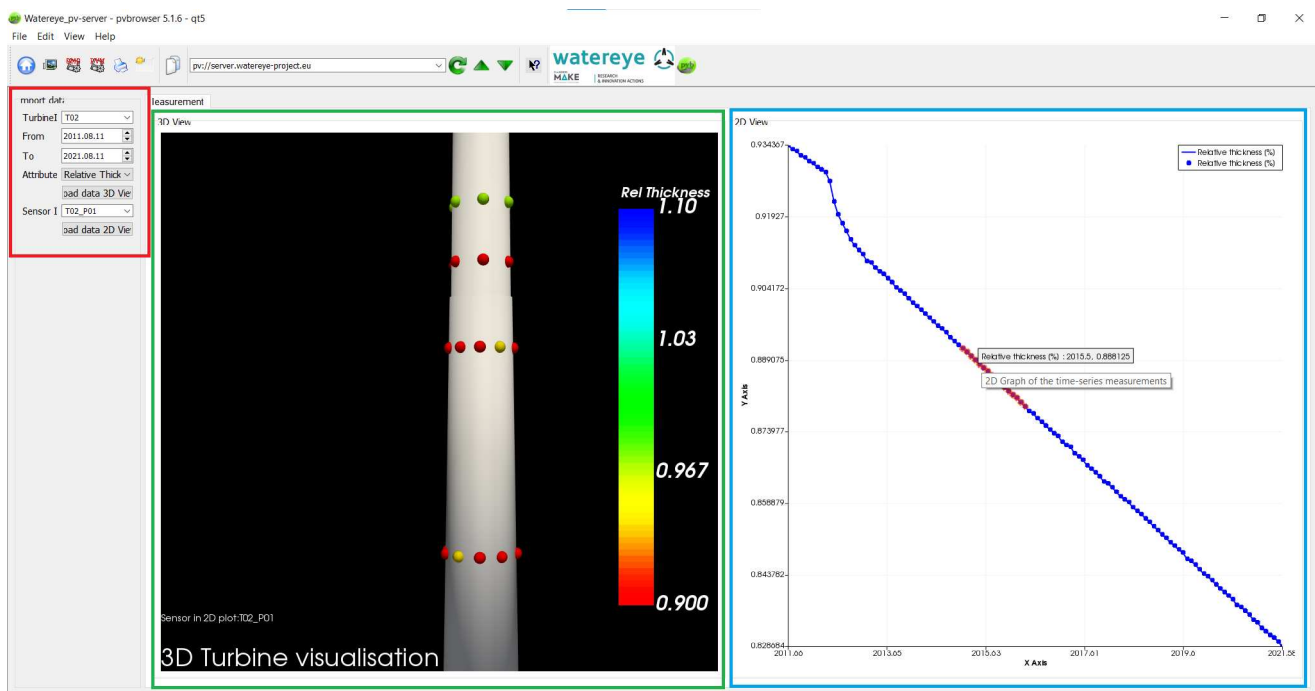 Watereye_pv-server - pvbrowser 5.1.6 - qt5
File Edit View Help
pv://server.watereye-project.eu
watereye
MAKE
RESEARCH
& INNOVATION ACTIONS
mport data
easurement
TurbineI T02
From 2011.08.11
To 2021.08.11
Attribute Relative Thick
oad data 3D Vie
Sensor I T02_P01
oad data 2D Vie
3D View
Rel Thickness
1.10
1.03
0.967
0.900
Sensor in 2D plot:T02_P01
3D Turbine visualisation
2D View
Relative thickness (%)
Relative thickness (%)
0.934367
0.91927
0.904172
0.889075
0.873977
0.858879
0.843782
0.828684
Y Axis
Relative thickness (%) : 2015.5, 0.888125
2D Graph of the time-series measurements
2011.66 2013.65 2015.63 2017.61 2019.6 2021.58
X Axis